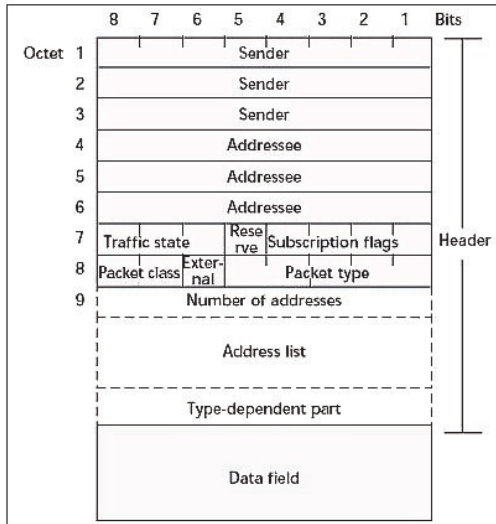 8 7 6 5 4 3 2 1 Bits
Octet 1 Sender
2 Sender
3 Sender
4 Addressee
5 Addressee
6 Addressee
7 Traffic state Rese Subscription flags
rve
Header
8 Packet class Exter- Packet type
nal
9 Number of addresses
Address list
Type-dependent part
Data field